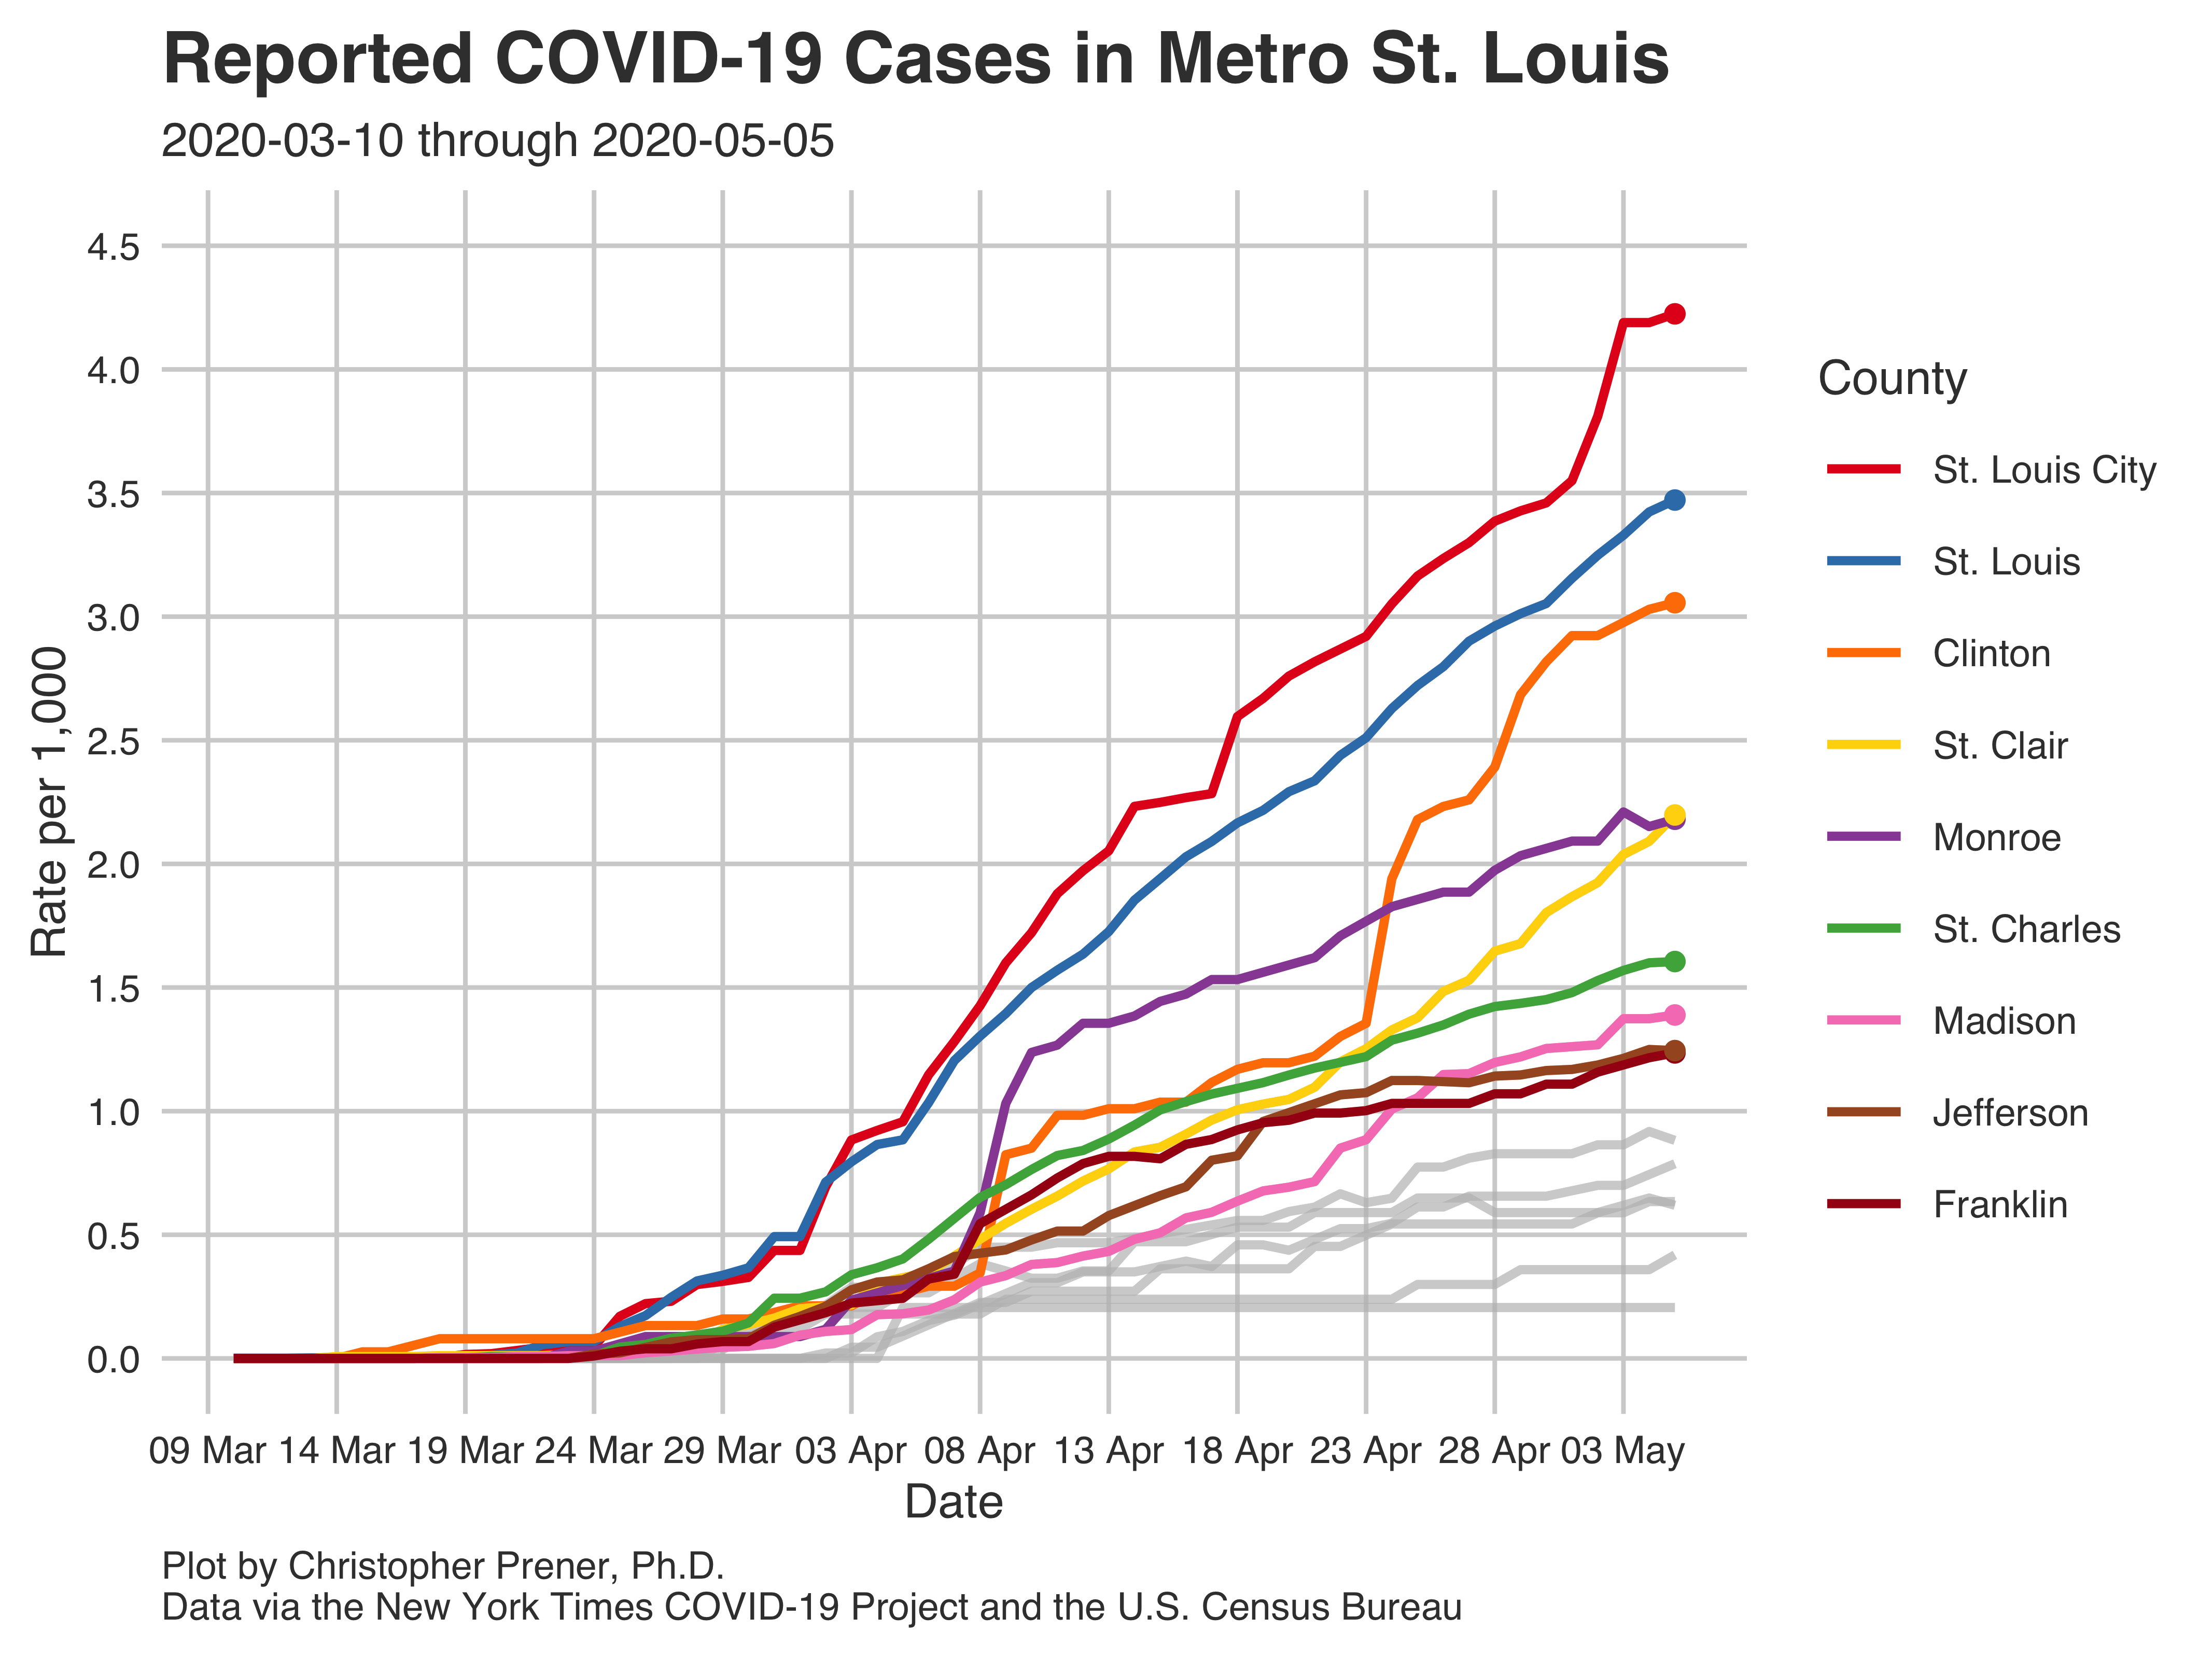 Reported COVID-19 Cases in Metro St. Louis
2020-03-10 through 2020-05-05
4.5
4.0
3.5
3.0
2.5
2.0
1.5
1.0
0.5
0.0
Rate per 1,000
09 Mar 14 Mar 19 Mar 24 Mar 29 Mar 03 Apr 08 Apr 13 Apr 18 Apr 23 Apr 28 Apr 03 May
Date
County
St. Louis City
St. Louis
Clinton
St. Clair
Monroe
St. Charles
Madison
Jefferson
Franklin
Plot by Christopher Prener, Ph.D.
Data via the New York Times COVID-19 Project and the U.S. Census Bureau